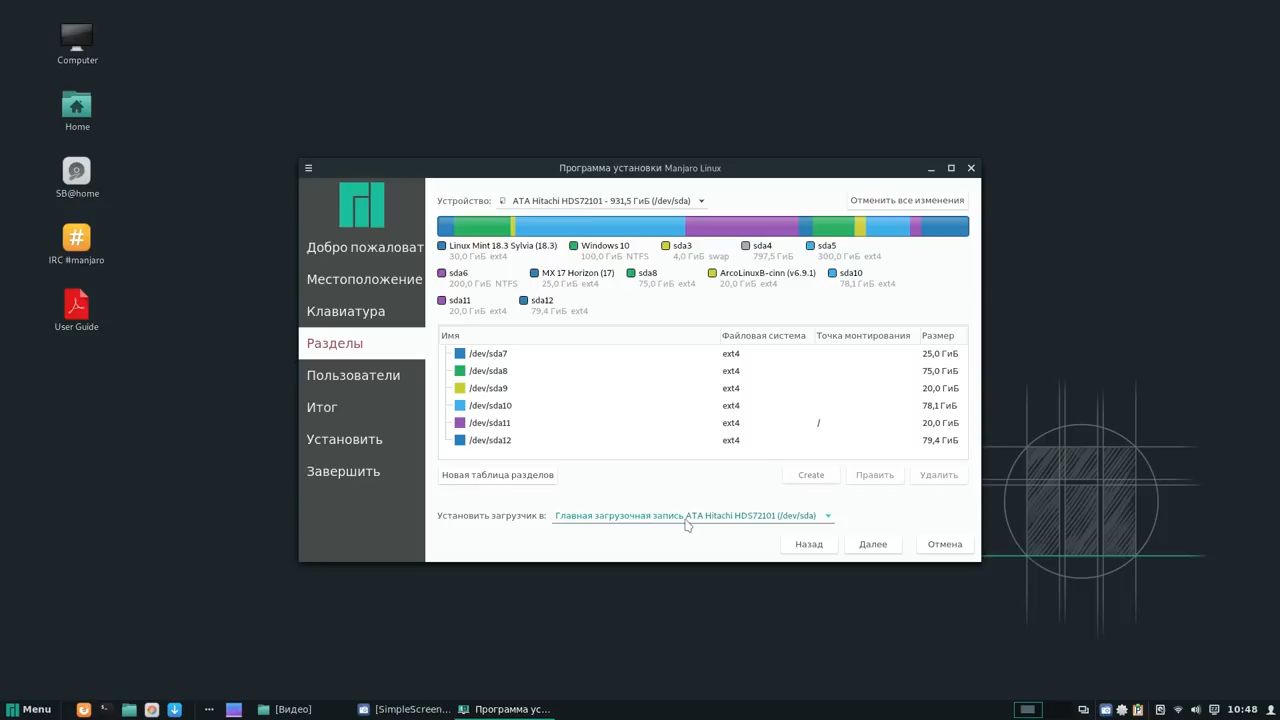 Computer
Home
SB@home
IRC #manjaro
User Guide
Программа установки Manjaro Linux
Добро пожаловат
Местоположение
Клавиатура
Разделы
Пользователи
Итог
Установить
Завершить
Устройство: ATA Hitachi HDS72101 - 931,5 ГиБ (/dev/sda) Отменить все изменения
Linux Mint 18.3 Sylvia (18.3) Windows 10 sda3 sda4 sda5
30,0 ГиБ ext4 100,0 ГиБ NTFS 4,0 ГиБ swap 797,5 ГиБ 300,0 ГиБ ext4
sda6 MX 17 Horizon (17) sda8 ArcoLinuxB-cinn (v6.9.1) sda10
200,0 ГиБ NTFS 25,0 ГиБ ext4 75,0 ГиБ ext4 20,0 ГиБ ext4 78,1 ГиБ ext4
sda11 sda12
20,0 ГиБ ext4 79,4 ГиБ ext4
Имя Файловая система Точка монтирования Размер
/dev/sda7 ext4 25,0 ГиБ
/dev/sda8 ext4 75,0 ГиБ
/dev/sda9 ext4 20,0 ГиБ
/dev/sda10 ext4 78,1 ГиБ
/dev/sda11 ext4 / 20,0 ГиБ
/dev/sda12 ext4 79,4 ГиБ
Новая таблица разделов Create Править Удалить
Установить загрузчик в: Главная загрузочная запись ATA Hitachi HDS72101 (/dev/sda)
Назад Далее Отмена
Menu [Видео] [SimpleScreen... Программа ус... 10:48